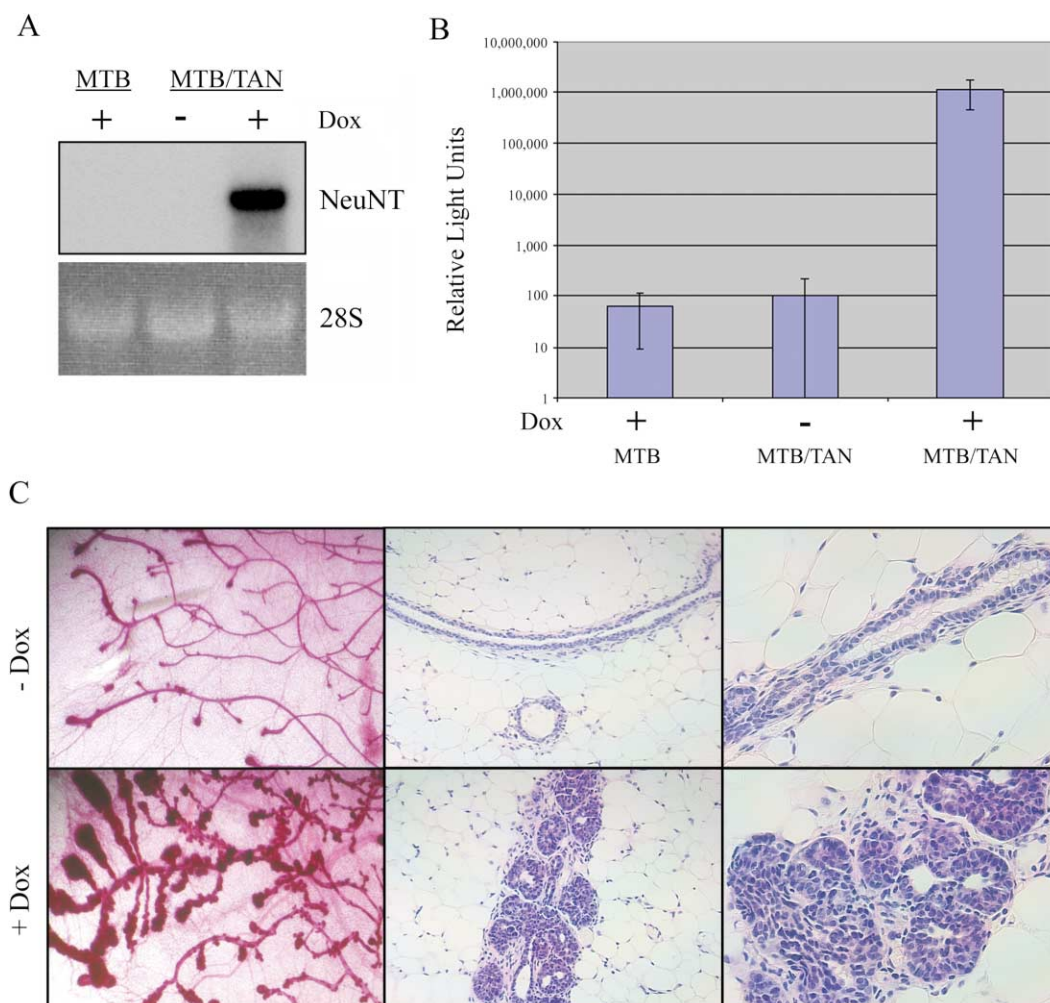 A
MTB MTB/TAN
+ - + Dox
NeuNT
28S
B
Relative Light Units
10,000,000
1,000,000
100,000
10,000
1,000
100
10
1
Dox + - +
MTB MTB/TAN MTB/TAN
C
- Dox
+ Dox